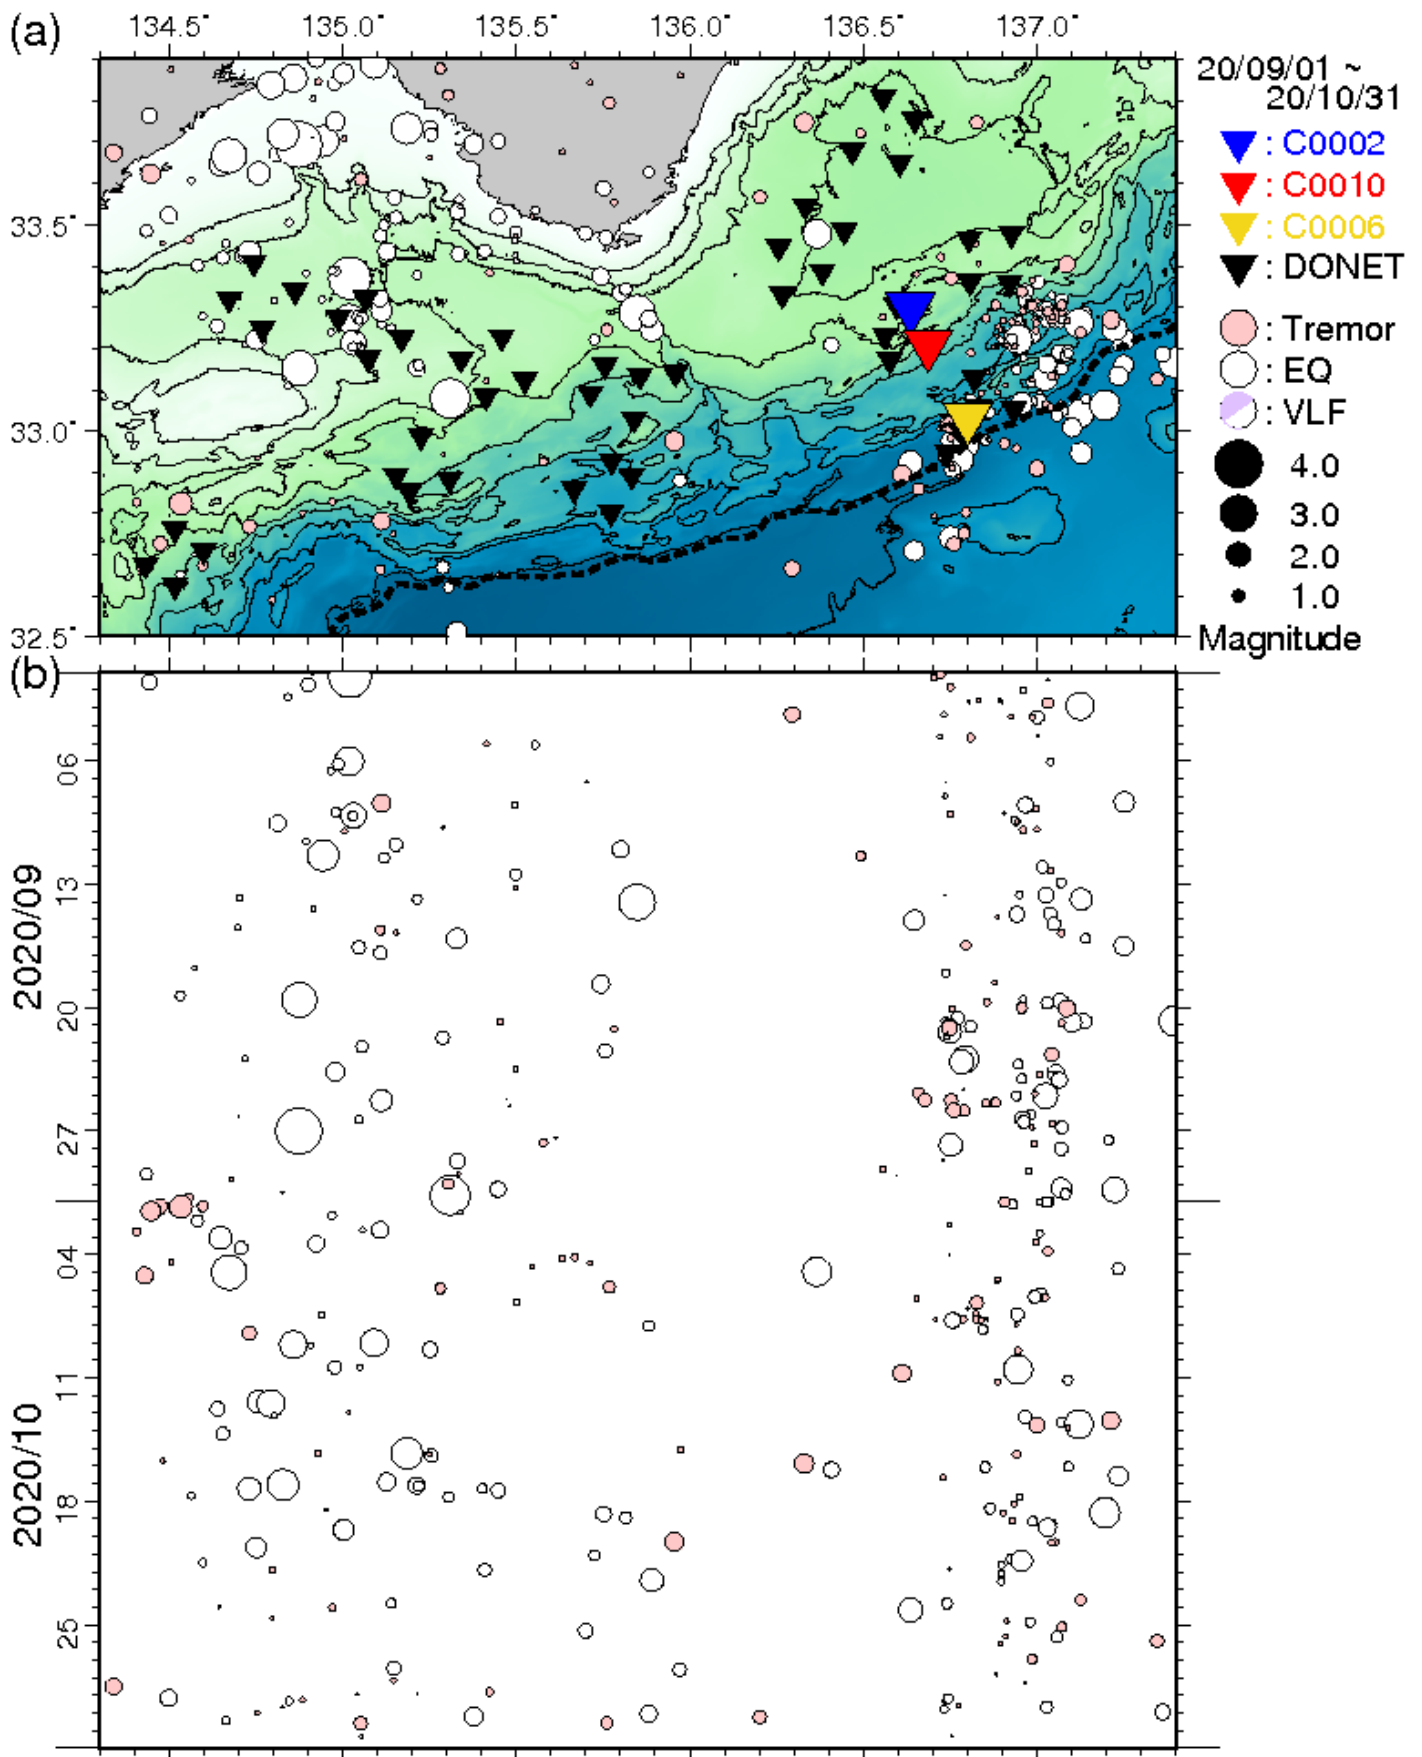 (a)
134.5° 135.0° 135.5° 136.0° 136.5° 137.0°
33.5°
33.0°
32.5°
20/09/01 ~
20/10/31
: C0002
: C0010
: C0006
: DONET
: Tremor
: EQ
: VLF
4.0
3.0
2.0
1.0
Magnitude
(b)
06
13
20
27
04
11
18
25
2020/09
2020/10